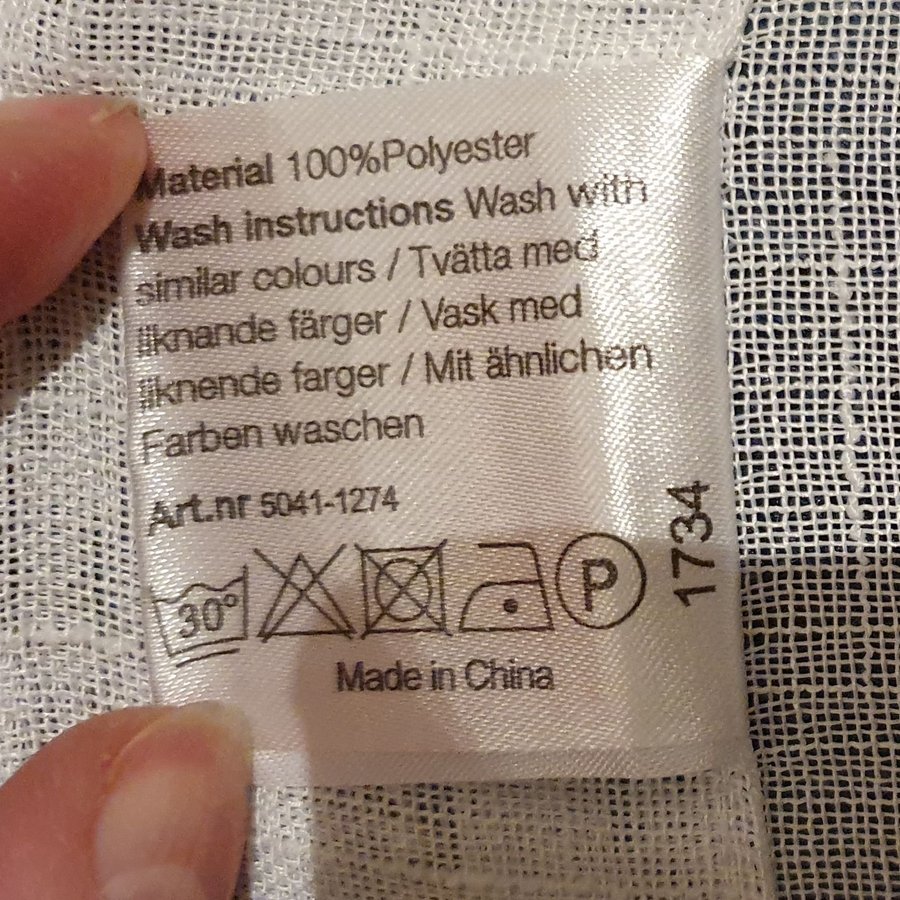 Material 100%Polyester
Wash instructions Wash with
similar colours / Tvätta med
liknande färger / Vask med
liknende farger / Mit ähnlichen
Farben waschen
Art.nr 5041-1274
30°
P
1734
Made in China